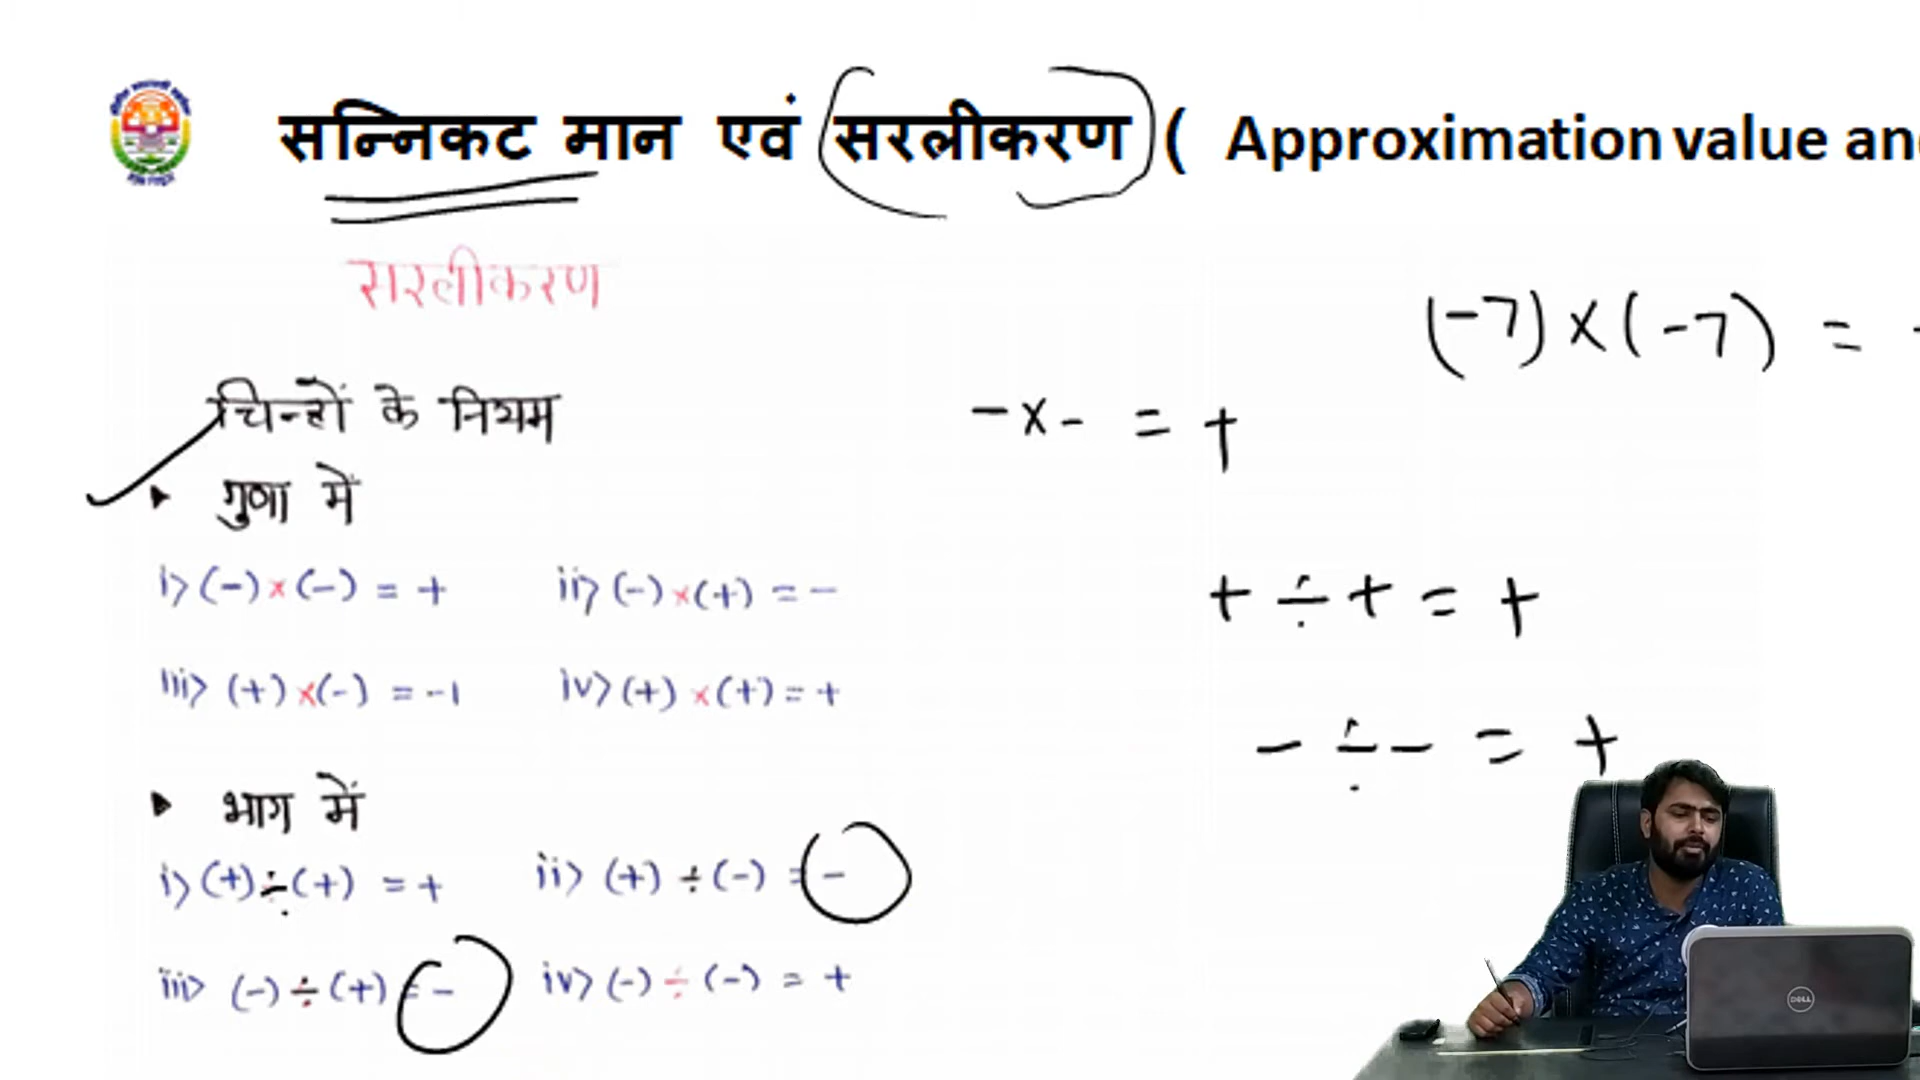 सन्निकट मान एवं सरलीकरण ( Approximation value an
सरलीकरण
(-7) × (-7) =
चिन्हों के नियम
- × - = +
गुणा में
i> (-) × (-) = + ii> (-) × (+) = -
+ ÷ + = +
iii> (+) × (-) = -1 iv> (+) × (+) = +
- ÷ - = +
भाग में
i> (+) ÷ (+) = + ii> (+) ÷ (-) = -
iii> (-) ÷ (+) = - iv> (-) ÷ (-) = +
DELL